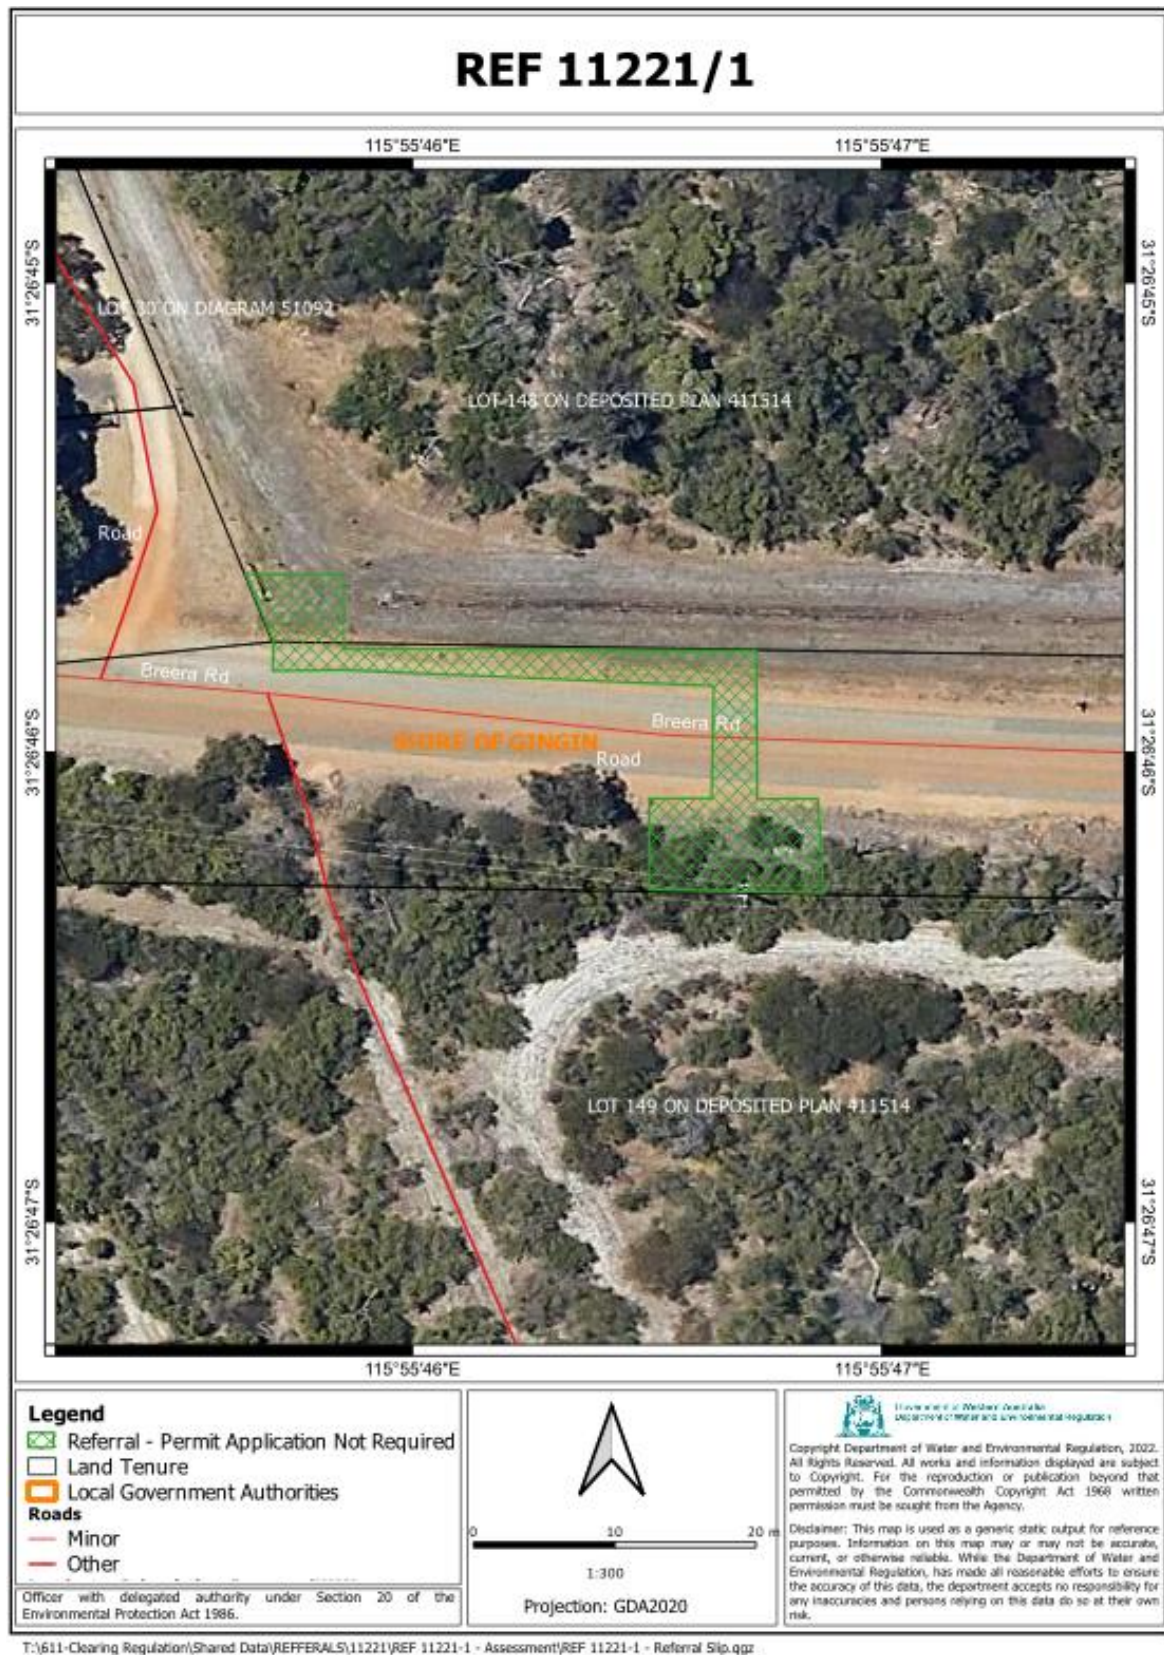 REF 11221/1
115°55'46"E
115°55'47"E
31°26'45"S
31°26'45"S
LOT 30 ON DIAGRAM 51092
LOT 148 ON DEPOSITED PLAN 411514
Road
Breera Rd
Breera Rd
SHIRE OF GINGIN
Road
31°26'46"S
31°26'46"S
LOT 149 ON DEPOSITED PLAN 411514
31°26'47"S
31°26'47"S
115°55'46"E
115°55'47"E
Legend
Referral - Permit Application Not Required
Land Tenure
Local Government Authorities
Roads
Minor
Other
Officer with delegated authority under Section 20 of the
Environmental Protection Act 1986.
0 10 20 m
1:300
Projection: GDA2020
Government of Western Australia
Department of Water and Environmental Regulation
Copyright Department of Water and Environmental Regulation, 2022.
All Rights Reserved. All works and information displayed are subject
to Copyright. For the reproduction or publication beyond that
permitted by the Commonwealth Copyright Act 1968 written
permission must be sought from the Agency.
Disclaimer: This map is used as a generic static output for reference
purposes. Information on this map may or may not be accurate,
current, or otherwise reliable. While the Department of Water and
Environmental Regulation, has made all reasonable efforts to ensure
the accuracy of this data, the department accepts no responsibility for
any inaccuracies and persons relying on this data do so at their own
risk.
T:\611-Clearing Regulation\Shared Data\REFFERALS\11221\REF 11221-1 - Assessment\REF 11221-1 - Referral Slip.qgz